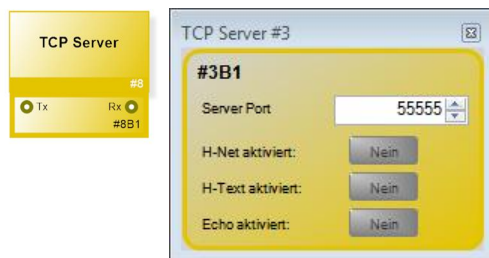 TCP Server
#8
Tx Rx
#8B1
TCP Server #3
#3B1
Server Port 55555
H-Net aktiviert: Nein
H-Text aktiviert: Nein
Echo aktiviert: Nein